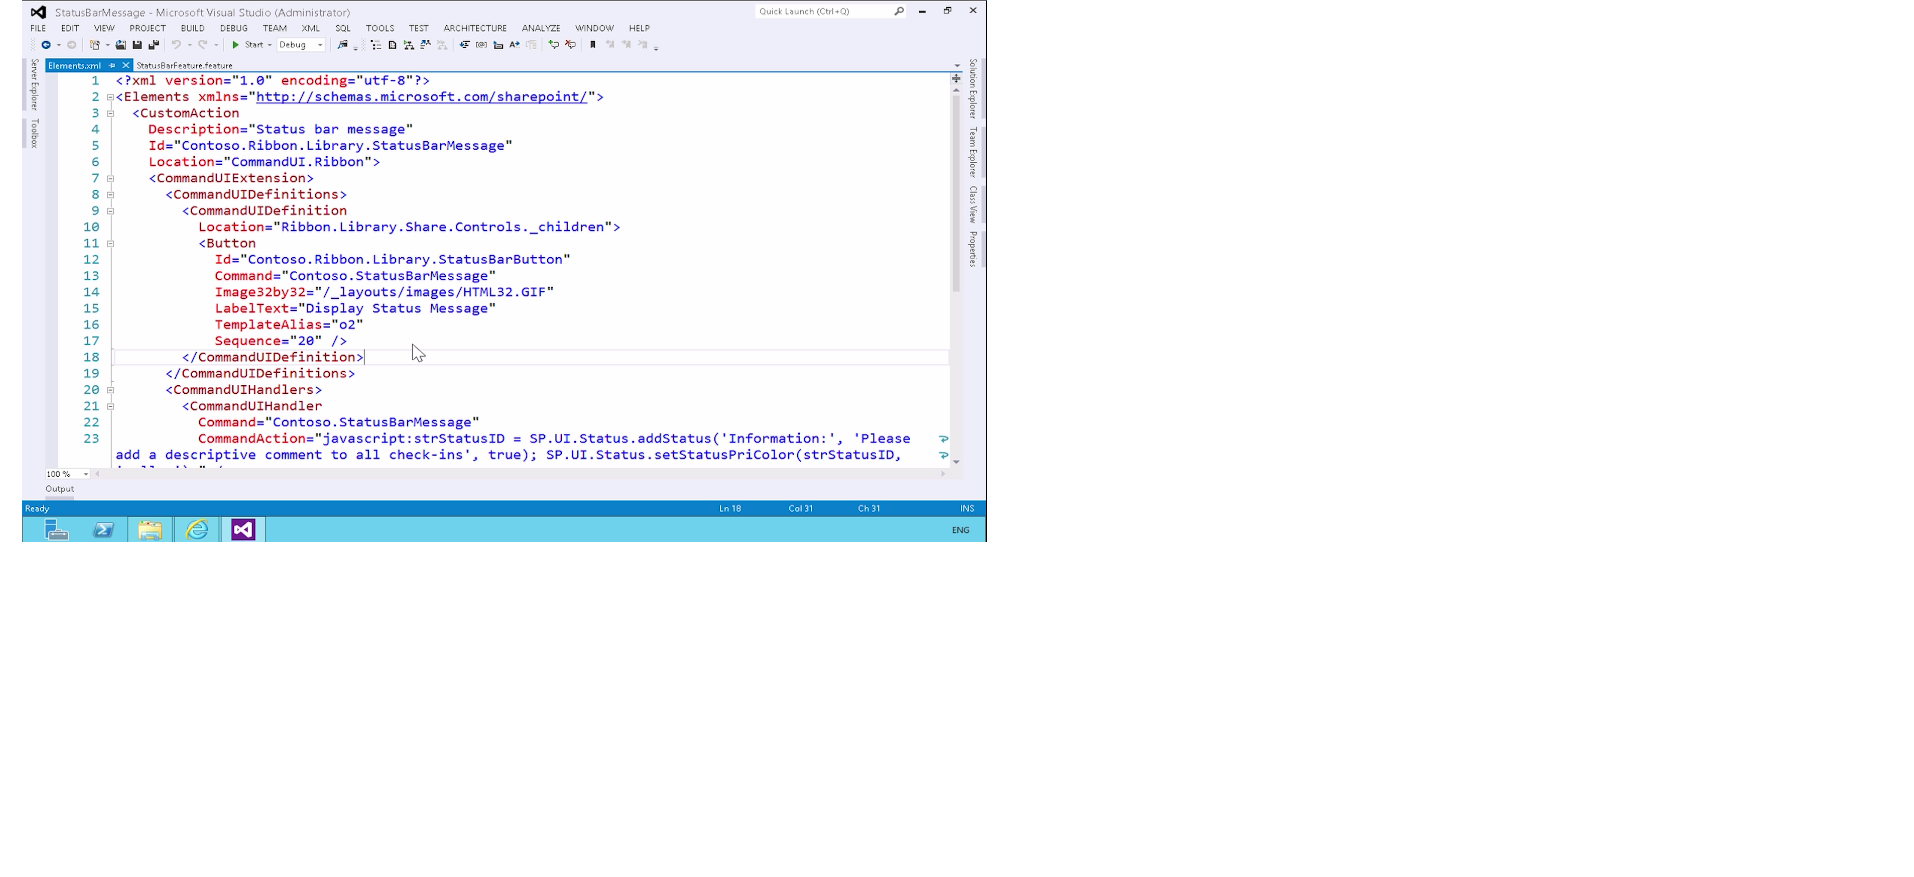 StatusBarMessage - Microsoft Visual Studio (Administrator)
Quick Launch (Ctrl+Q)
FILE EDIT VIEW PROJECT BUILD DEBUG TEAM XML SQL TOOLS TEST ARCHITECTURE ANALYZE WINDOW HELP
Start Debug
Elements.xml StatusBarFeature.feature
Server Explorer
Toolbox
1 <?xml version="1.0" encoding="utf-8"?>
2 <Elements xmlns="http://schemas.microsoft.com/sharepoint/">
3 <CustomAction
4 Description="Status bar message"
5 Id="Contoso.Ribbon.Library.StatusBarMessage"
6 Location="CommandUI.Ribbon">
7 <CommandUIExtension>
8 <CommandUIDefinitions>
9 <CommandUIDefinition
10 Location="Ribbon.Library.Share.Controls._children">
11 <Button
12 Id="Contoso.Ribbon.Library.StatusBarButton"
13 Command="Contoso.StatusBarMessage"
14 Image32by32="/_layouts/images/HTML32.GIF"
15 LabelText="Display Status Message"
16 TemplateAlias="o2"
17 Sequence="20" />
18 </CommandUIDefinition>
19 </CommandUIDefinitions>
20 <CommandUIHandlers>
21 <CommandUIHandler
22 Command="Contoso.StatusBarMessage"
23 CommandAction="javascript:strStatusID = SP.UI.Status.addStatus('Information:', 'Please
add a descriptive comment to all check-ins', true); SP.UI.Status.setStatusPriColor(strStatusID,
Solution Explorer
Team Explorer
Class View
Properties
100 %
Output
Ready Ln 18 Col 31 Ch 31 INS
ENG